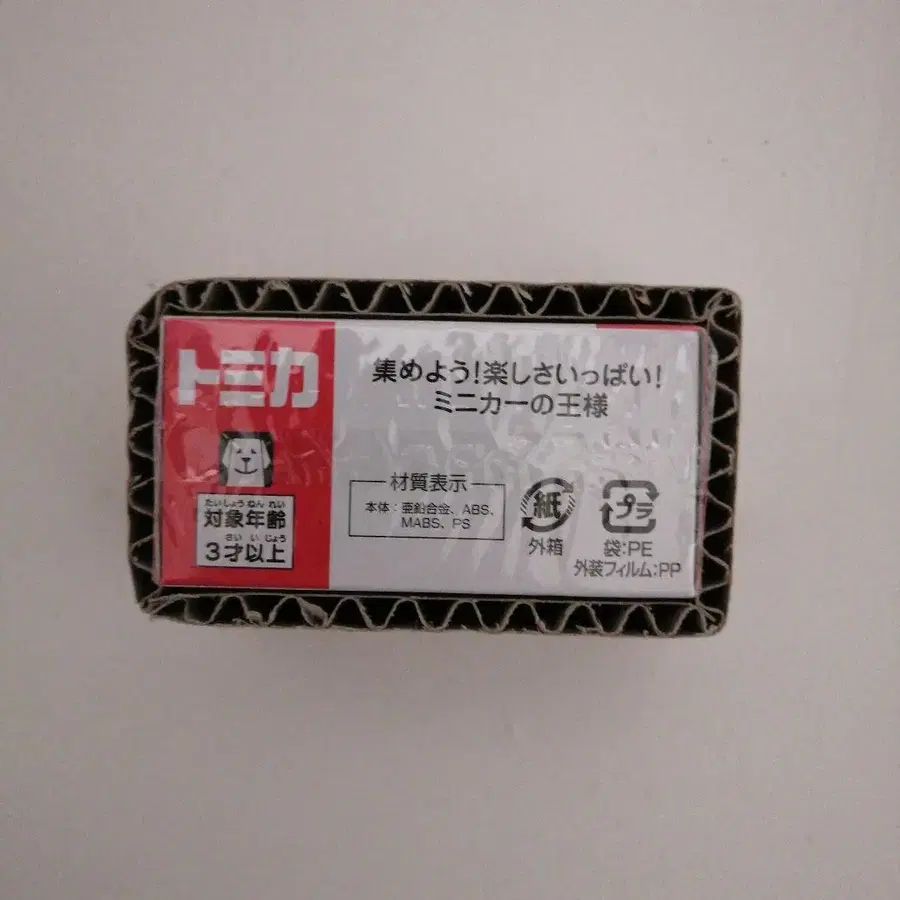 トミカ
集めよう!楽しさいっぱい!
ミニカーの王様
たいしょうねんれい
対象年齢
さいいじょう
3才以上
材質表示
本体:亜鉛合金、ABS、
MABS、PS
紙
外箱
プラ
袋:PE
外装フィルム:PP